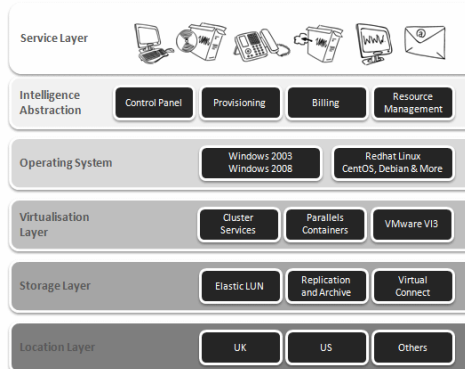 Service Layer
Intelligence
Abstraction
Control Panel
Provisioning
Billing
Resource
Management
Operating System
Windows 2003
Windows 2008
Redhat Linux
CentOS, Debian & More
Virtualisation
Layer
Cluster
Services
Parallels
Containers
VMware VI3
Storage Layer
Elastic LUN
Replication
and Archive
Virtual
Connect
Location Layer
UK
US
Others